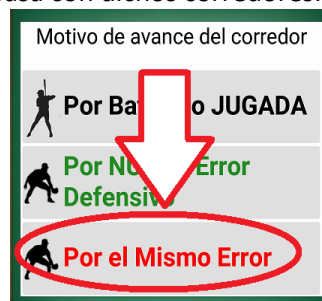 Motivo de avance del corredor
Por Ba o JUGADA
Por N Error
Defensivo
Por el Mismo Error